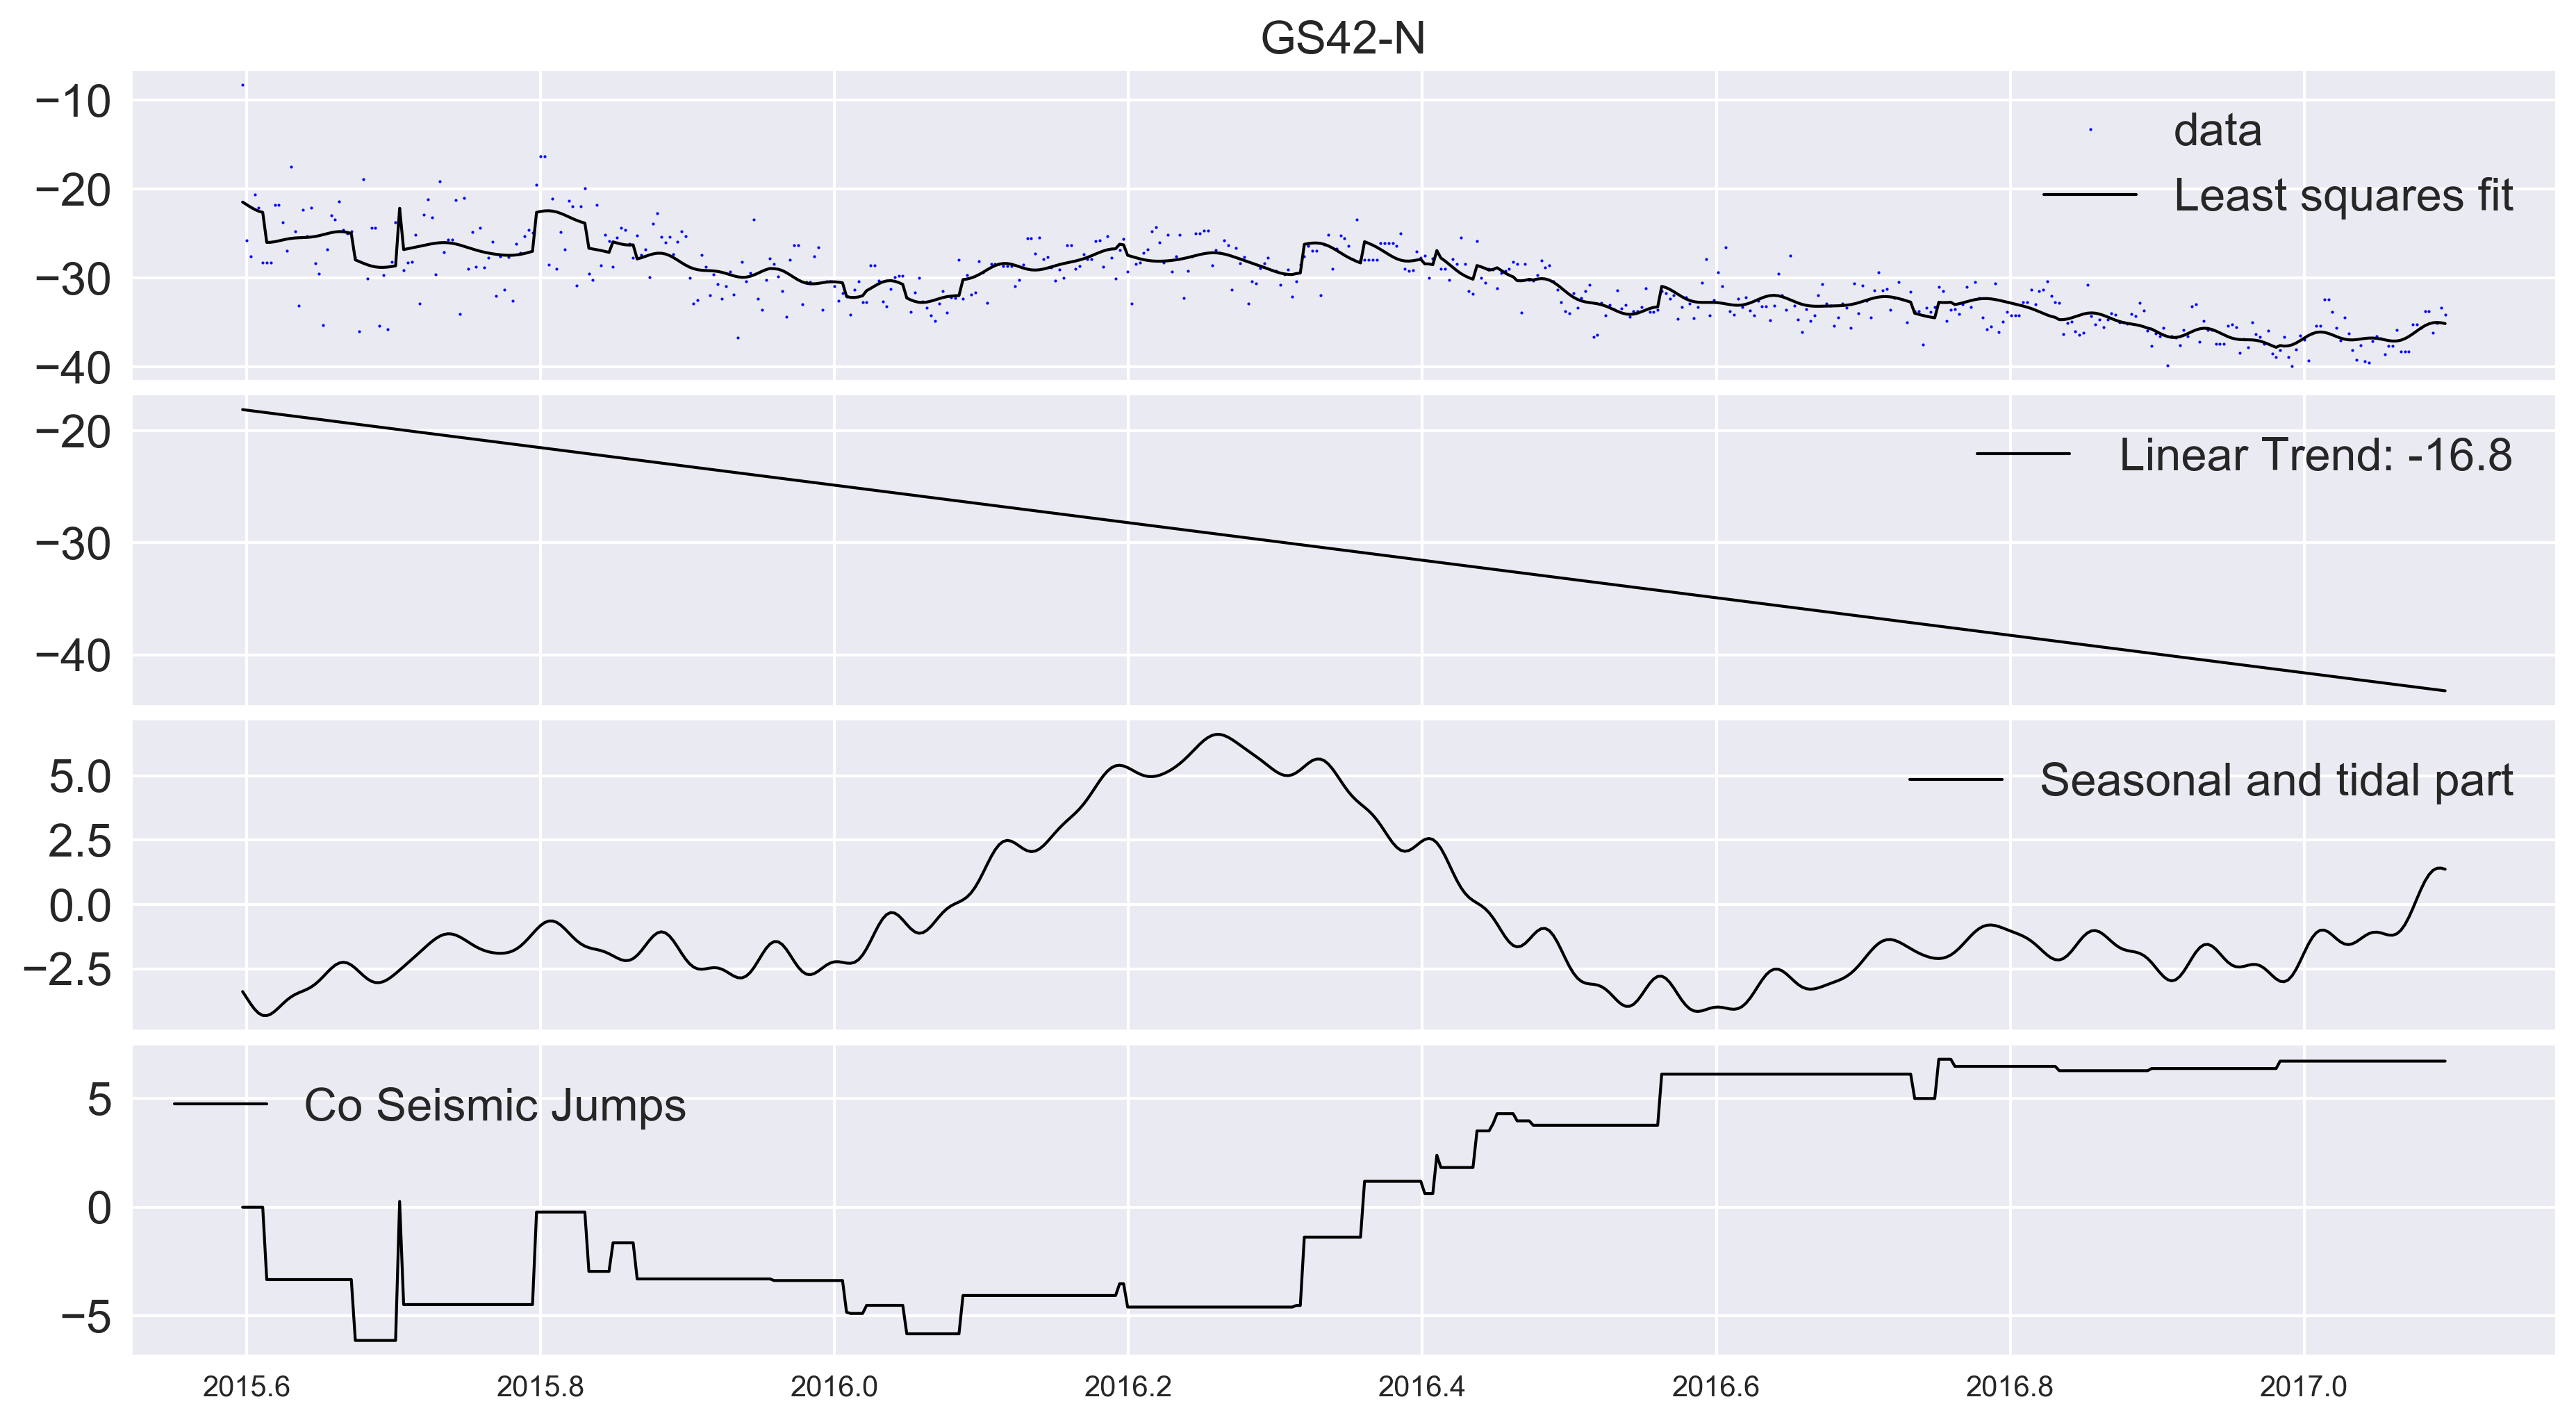 GS42-N
−10
−20
−30
−40
data
Least squares fit
−20
−30
−40
Linear Trend: -16.8
5.0
2.5
0.0
−2.5
Seasonal and tidal part
5
0
−5
Co Seismic Jumps
2015.6 2015.8 2016.0 2016.2 2016.4 2016.6 2016.8 2017.0